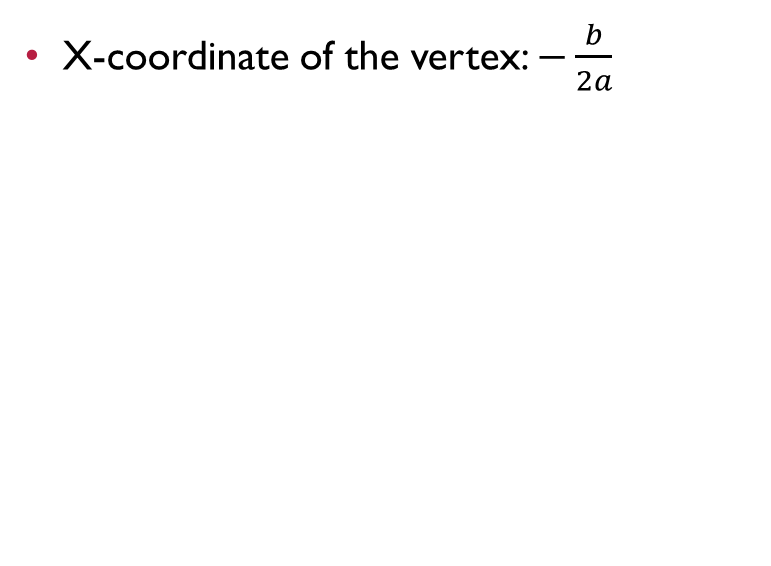 • X-coordinate of the vertex: − b/2a